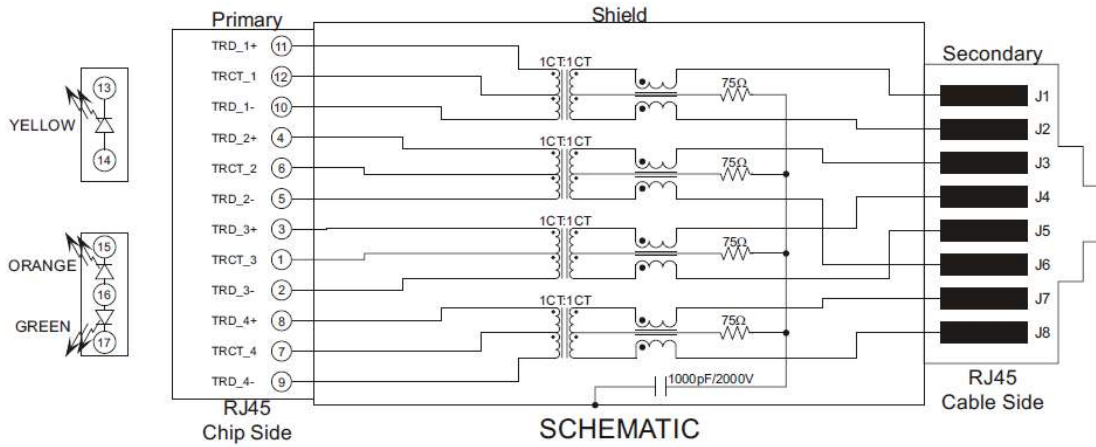 Primary
Shield
Secondary
TRD_1+ 11
TRCT_1 12
TRD_1- 10
TRD_2+ 4
TRCT_2 6
TRD_2- 5
TRD_3+ 3
TRCT_3 1
TRD_3- 2
TRD_4+ 8
TRCT_4 7
TRD_4- 9
RJ45
Chip Side
13
YELLOW
14
15
ORANGE
16
GREEN
17
1CT:1CT
75Ω
1CT:1CT
75Ω
1CT:1CT
75Ω
1CT:1CT
75Ω
1000pF/2000V
SCHEMATIC
J1
J2
J3
J4
J5
J6
J7
J8
RJ45
Cable Side